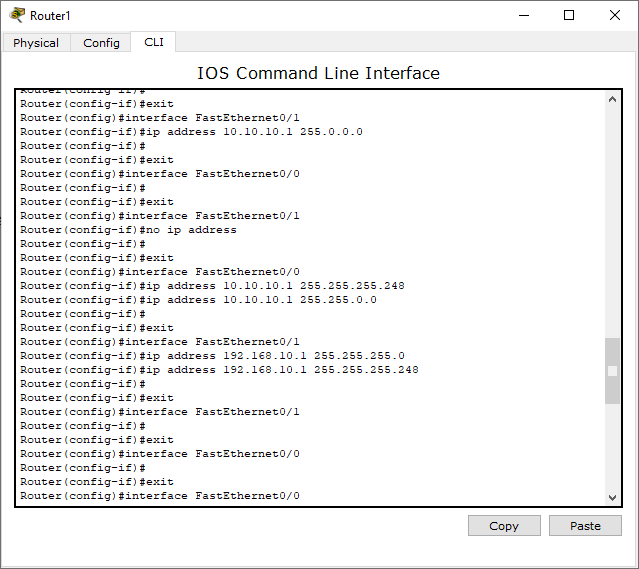 Router1
Physical Config CLI
IOS Command Line Interface
Router(config-if)#
Router(config-if)#exit
Router(config)#interface FastEthernet0/1
Router(config-if)#ip address 10.10.10.1 255.0.0.0
Router(config-if)#
Router(config-if)#exit
Router(config)#interface FastEthernet0/0
Router(config-if)#
Router(config-if)#exit
Router(config)#interface FastEthernet0/1
Router(config-if)#no ip address
Router(config-if)#
Router(config-if)#exit
Router(config)#interface FastEthernet0/0
Router(config-if)#ip address 10.10.10.1 255.255.255.248
Router(config-if)#ip address 10.10.10.1 255.255.0.0
Router(config-if)#
Router(config-if)#exit
Router(config)#interface FastEthernet0/1
Router(config-if)#ip address 192.168.10.1 255.255.255.0
Router(config-if)#ip address 192.168.10.1 255.255.255.248
Router(config-if)#
Router(config-if)#exit
Router(config)#interface FastEthernet0/1
Router(config-if)#
Router(config-if)#exit
Router(config)#interface FastEthernet0/0
Router(config-if)#
Router(config-if)#exit
Router(config)#interface FastEthernet0/0
Copy Paste